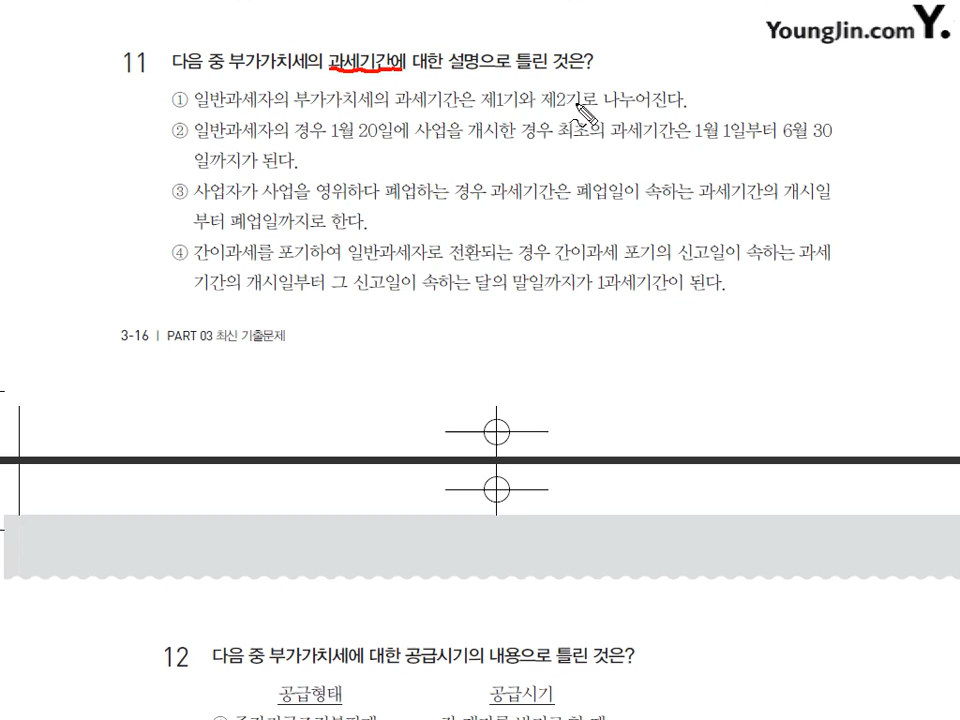 YoungJin.com Y.
11 다음 중 부가가치세의 과세기간에 대한 설명으로 틀린 것은?
① 일반과세자의 부가가치세의 과세기간은 제1기와 제2기로 나누어진다.
② 일반과세자의 경우 1월 20일에 사업을 개시한 경우 최초의 과세기간은 1월 1일부터 6월 30
일까지가 된다.
③ 사업자가 사업을 영위하다 폐업하는 경우 과세기간은 폐업일이 속하는 과세기간의 개시일
부터 폐업일까지로 한다.
④ 간이과세를 포기하여 일반과세자로 전환되는 경우 간이과세 포기의 신고일이 속하는 과세
기간의 개시일부터 그 신고일이 속하는 달의 말일까지가 1과세기간이 된다.
3-16 | PART 03 최신 기출문제
12 다음 중 부가가치세에 대한 공급시기의 내용으로 틀린 것은?
공급형태 공급시기